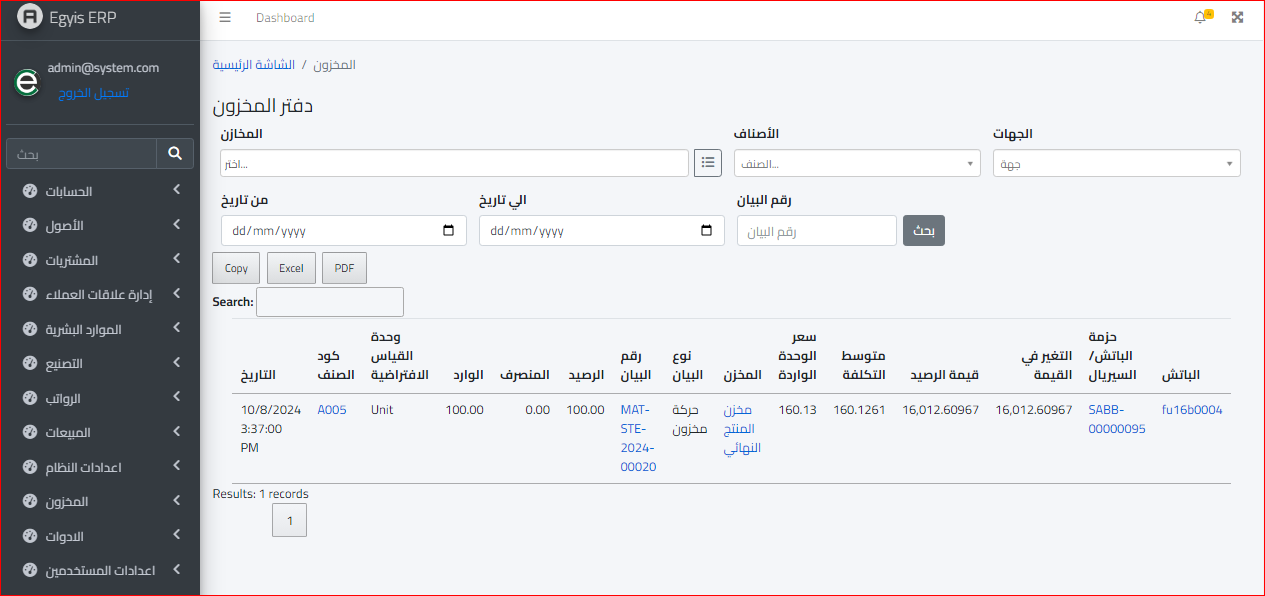 Egyis ERP
admin@system.com
تسجيل الخروج
بحث
الحسابات
الأصول
المشتريات
إدارة علاقات العملاء
الموارد البشرية
التصنيع
الرواتب
المبيعات
اعدادات النظام
المخزون
الادوات
اعدادات المستخدمين
Dashboard
الشاشة الرئيسية / المخزون
دفتر المخزون
المخازن
الأصناف
الجهات
اختر...
الصنف...
جهة
من تاريخ
الي تاريخ
رقم البيان
dd/mm/yyyy
dd/mm/yyyy
رقم البيان
بحث
Copy
Excel
PDF
Search:
التاريخ
كود
الصنف
وحدة
القياس
الافتراضية
الوارد
المنصرف
الرصيد
رقم
البيان
نوع
البيان
المخزن
سعر
الوحدة
الواردة
متوسط
التكلفة
قيمة الرصيد
التغير في
القيمة
حزمة
الباتش/
السيريال
الباتش
10/8/2024
3:37:00
PM
A005
Unit
100.00
0.00
100.00
MAT-
STE-
2024-
00020
حركة
مخزون
مخزن
المنتج
النهائي
160.13
160.1261
16,012.60967
16,012.60967
SABB-
00000095
fu16b0004
Results: 1 records
1